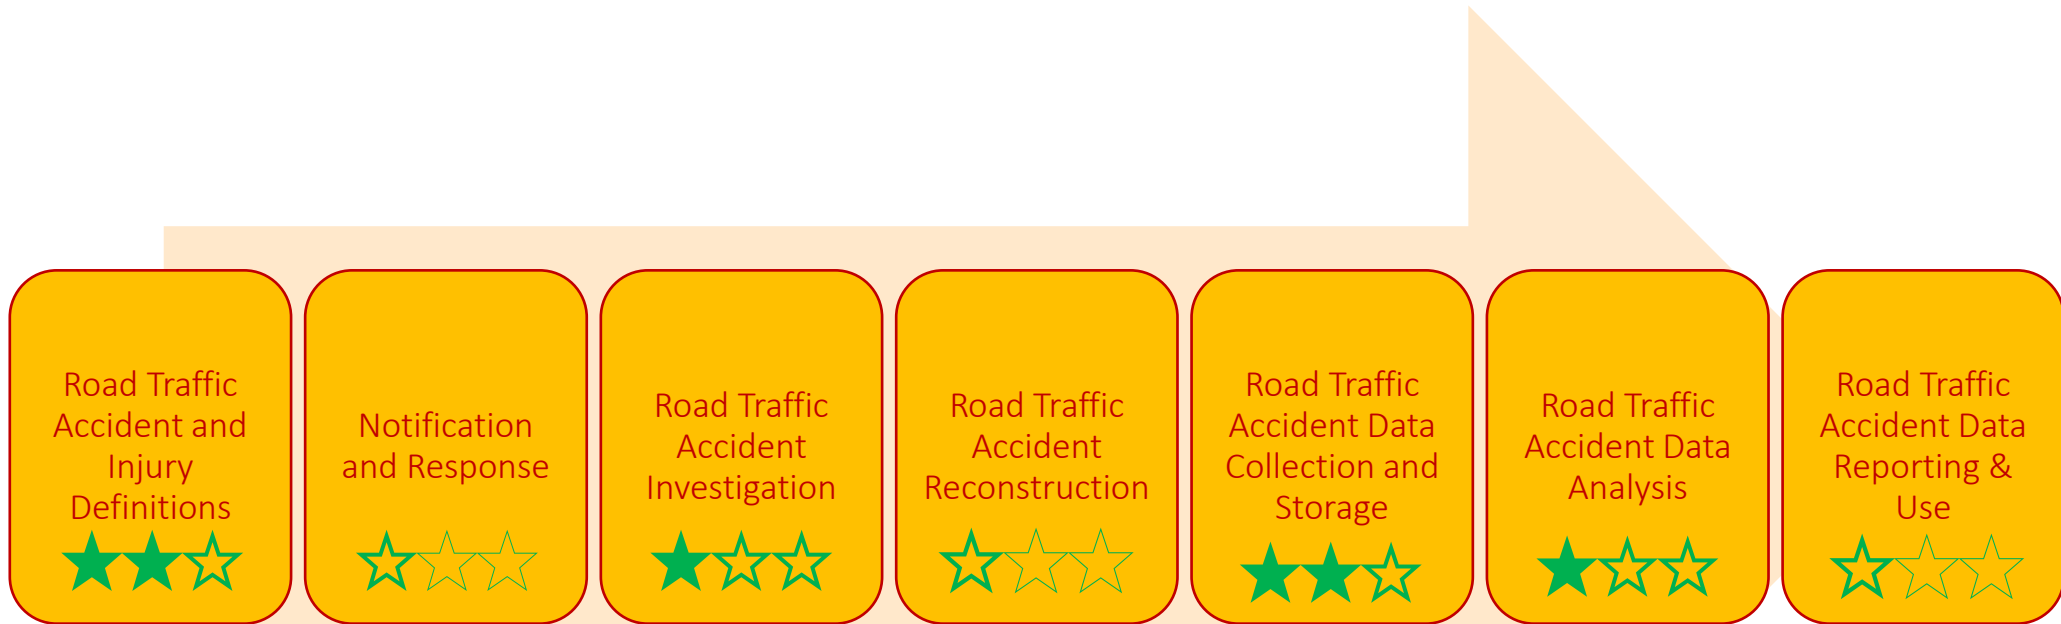 Road Traffic
Accident and
Injury
Definitions
Notification
and Response
Road Traffic
Accident
Investigation
Road Traffic
Accident
Reconstruction
Road Traffic
Accident Data
Collection and
Storage
Road Traffic
Accident Data
Analysis
Road Traffic
Accident Data
Reporting &
Use